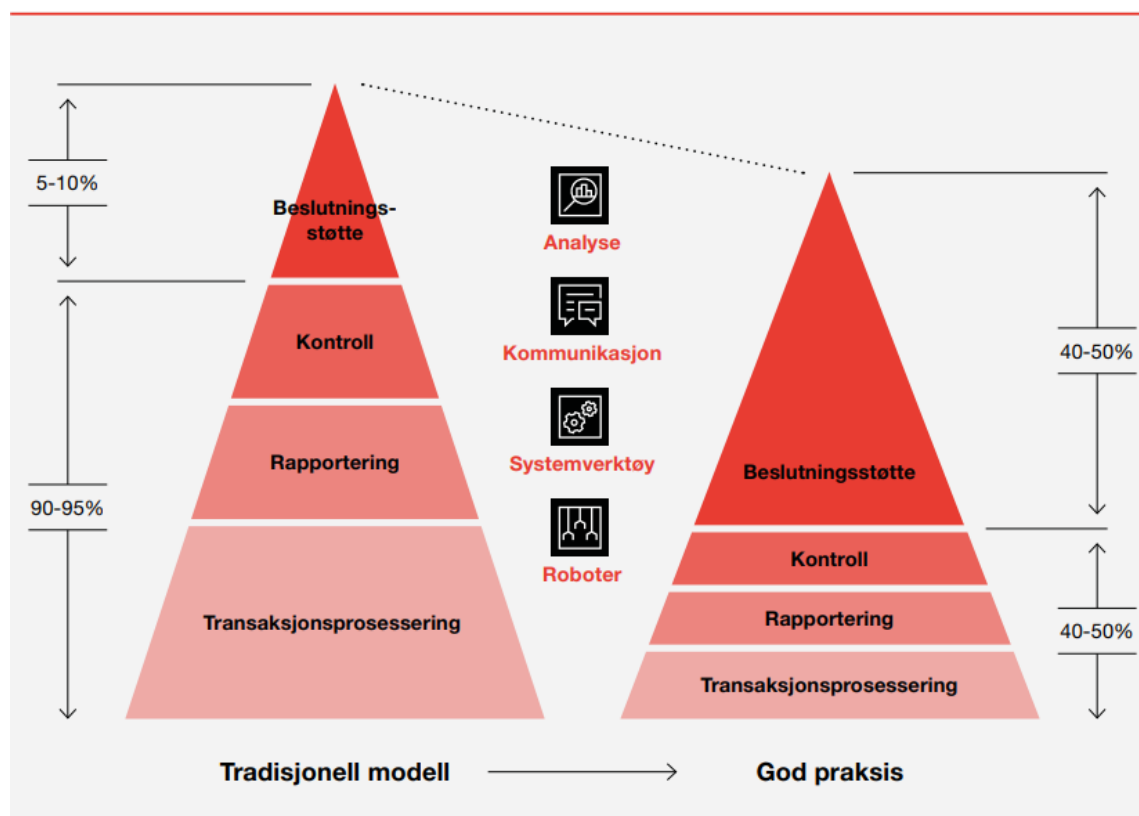 5-10%
90-95%
Beslutnings-
støtte
Kontroll
Rapportering
Transaksjonsprosessering
Analyse
Kommunikasjon
Systemverktøy
Roboter
Beslutningsstøtte
Kontroll
Rapportering
Transaksjonsprosessering
40-50%
40-50%
Tradisjonell modell
God praksis